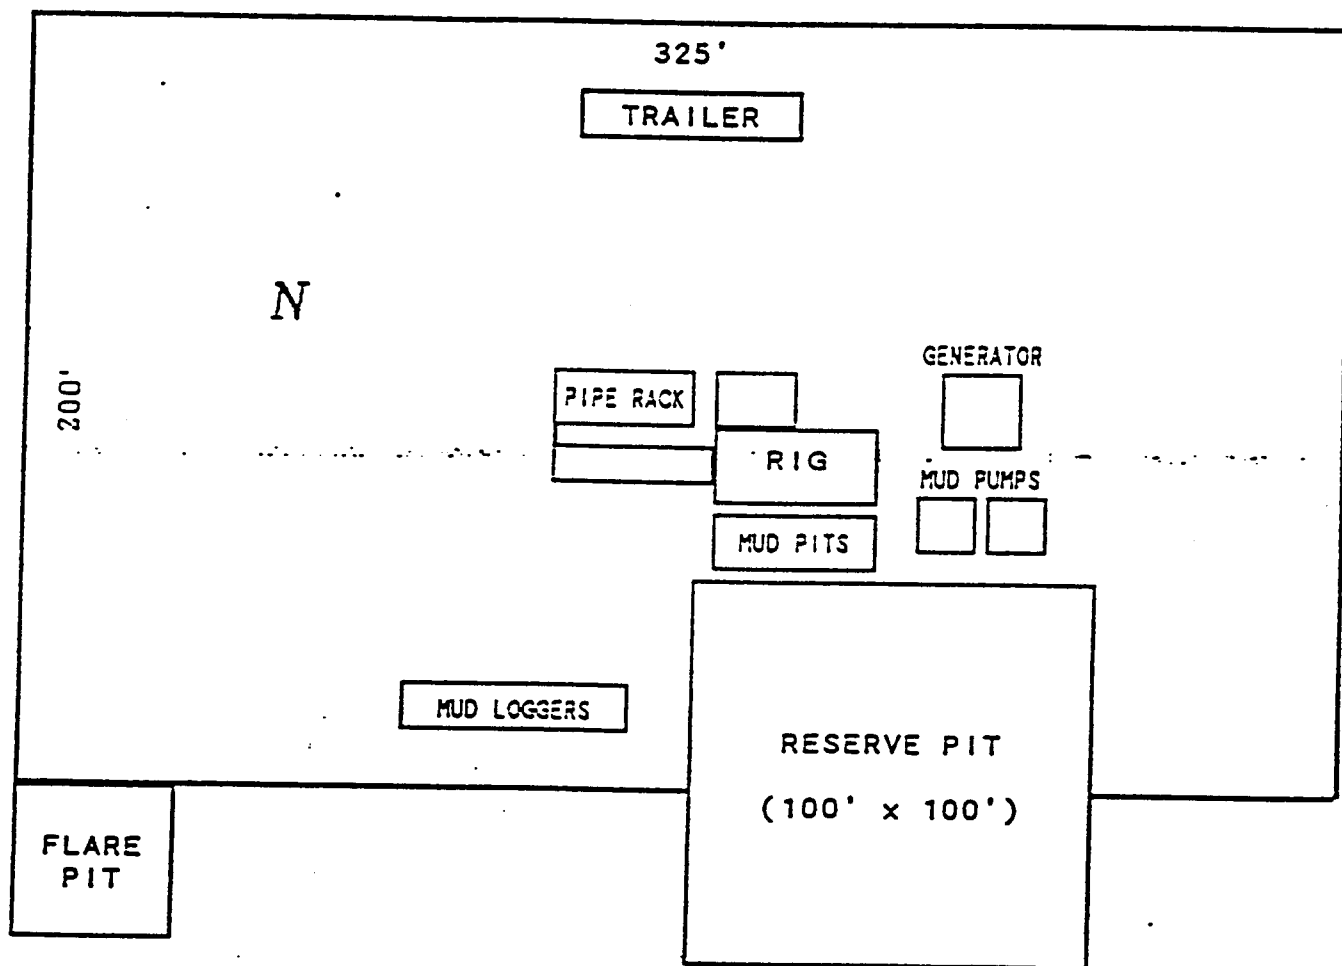 325'
TRAILER
N
200'
GENERATOR
PIPE RACK
RIG
MUD PUMPS
MUD PITS
MUD LOGGERS
RESERVE PIT
(100' x 100')
FLARE
PIT